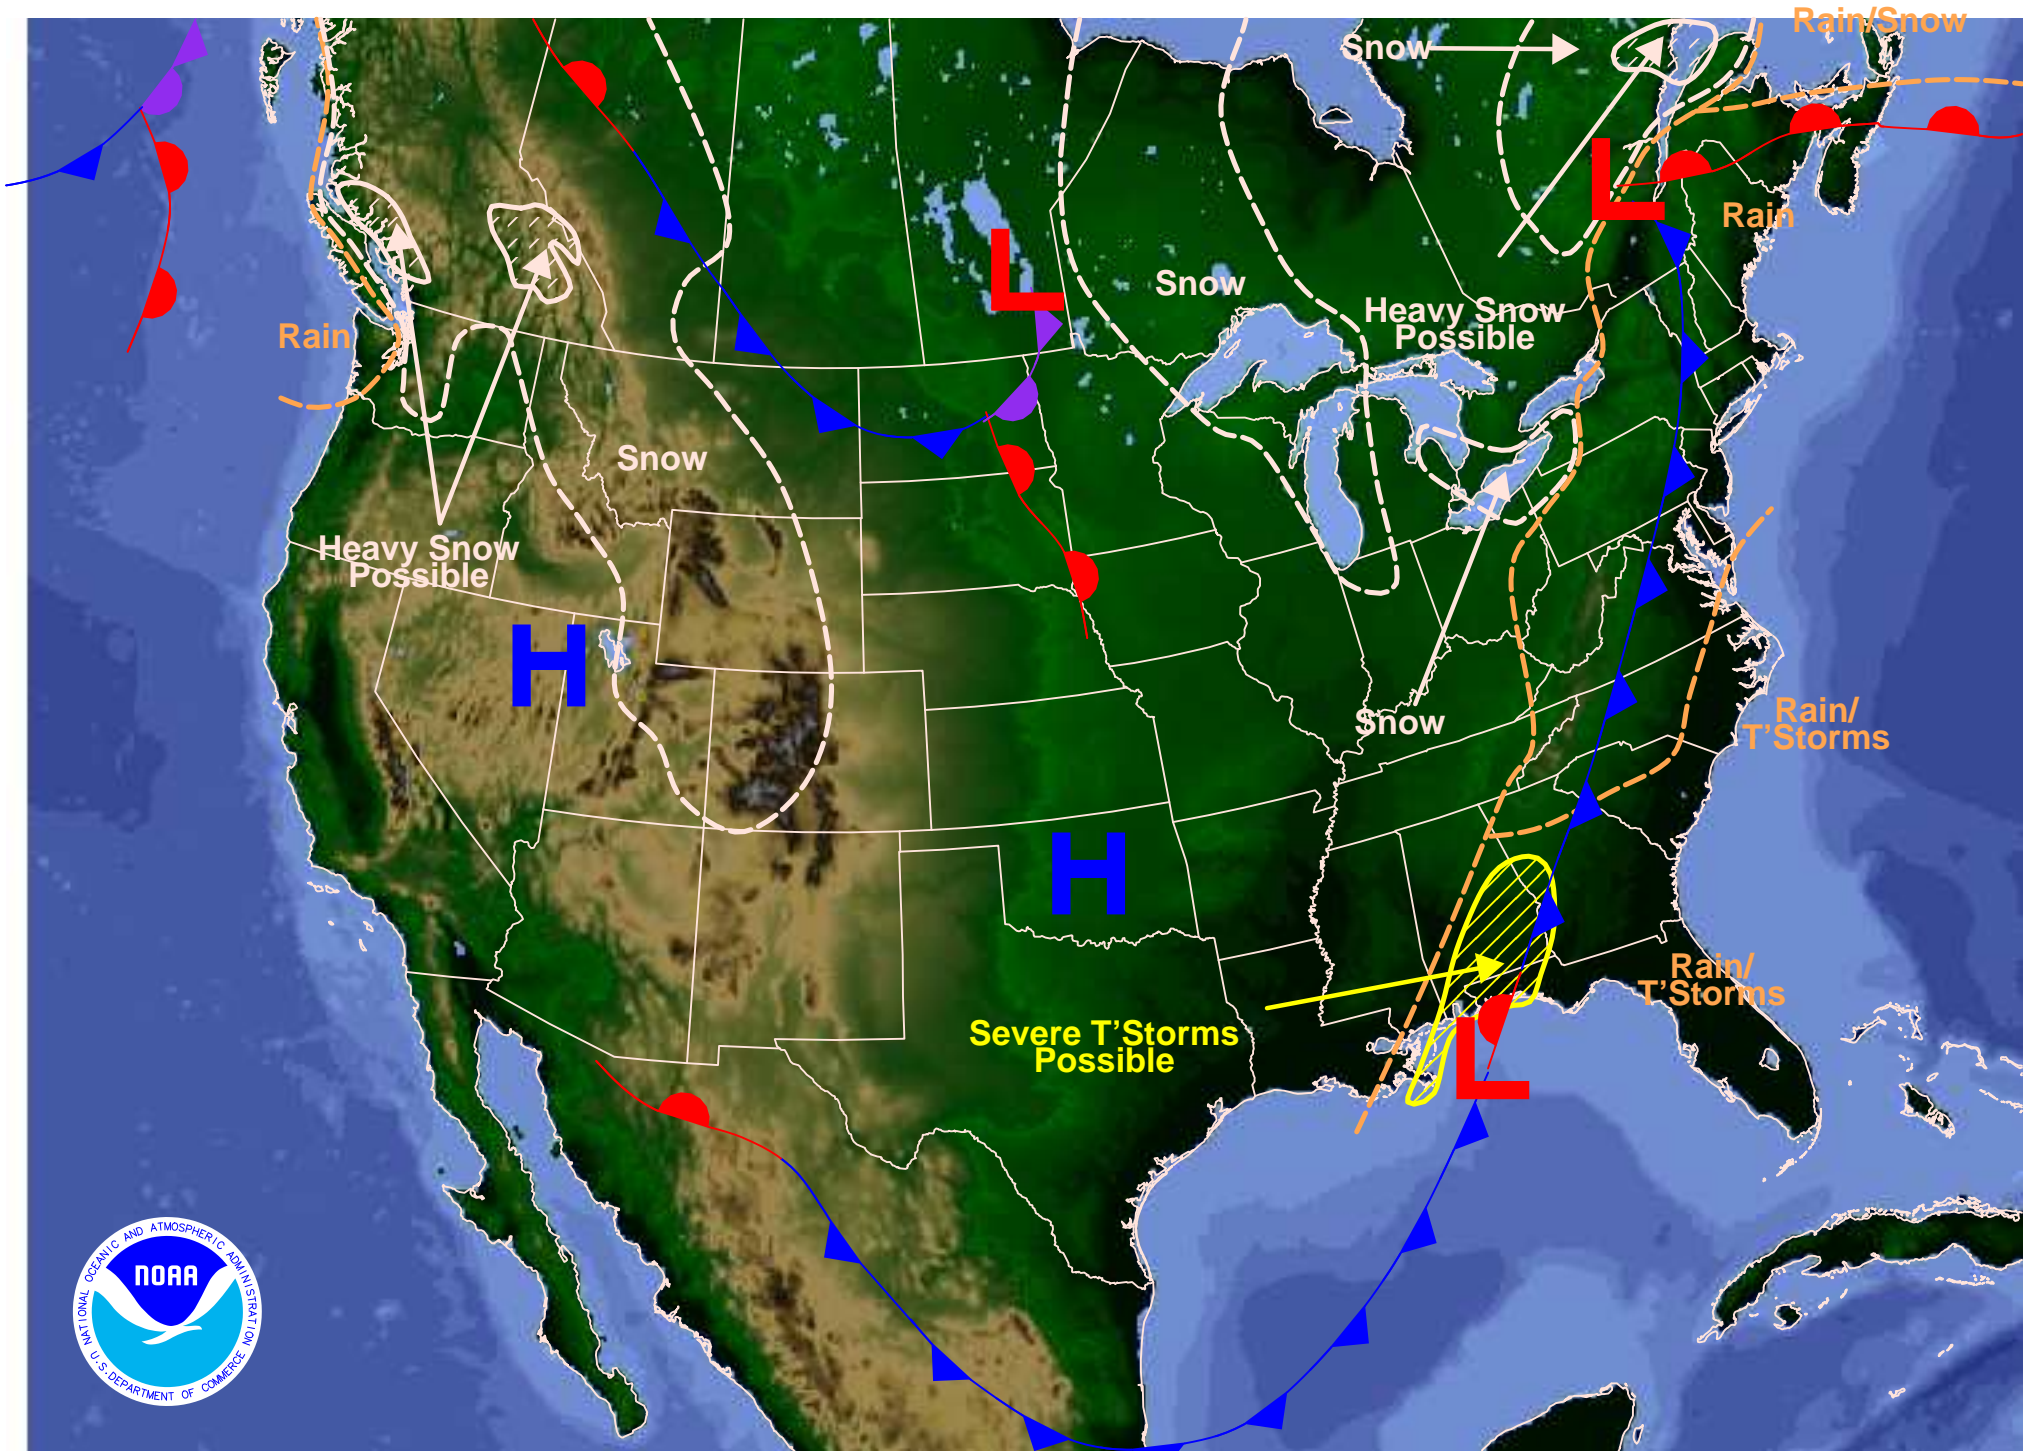 Rain/Snow
Snow
Rain
Snow
Heavy Snow
Possible
Rain
Snow
Heavy Snow
Possible
Snow
Rain/
T'Storms
Rain/
T'Storms
Severe T'Storms
Possible
L
L
L
H
H
NATIONAL OCEANIC AND ATMOSPHERIC ADMINISTRATION
NOAA
U.S. DEPARTMENT OF COMMERCE